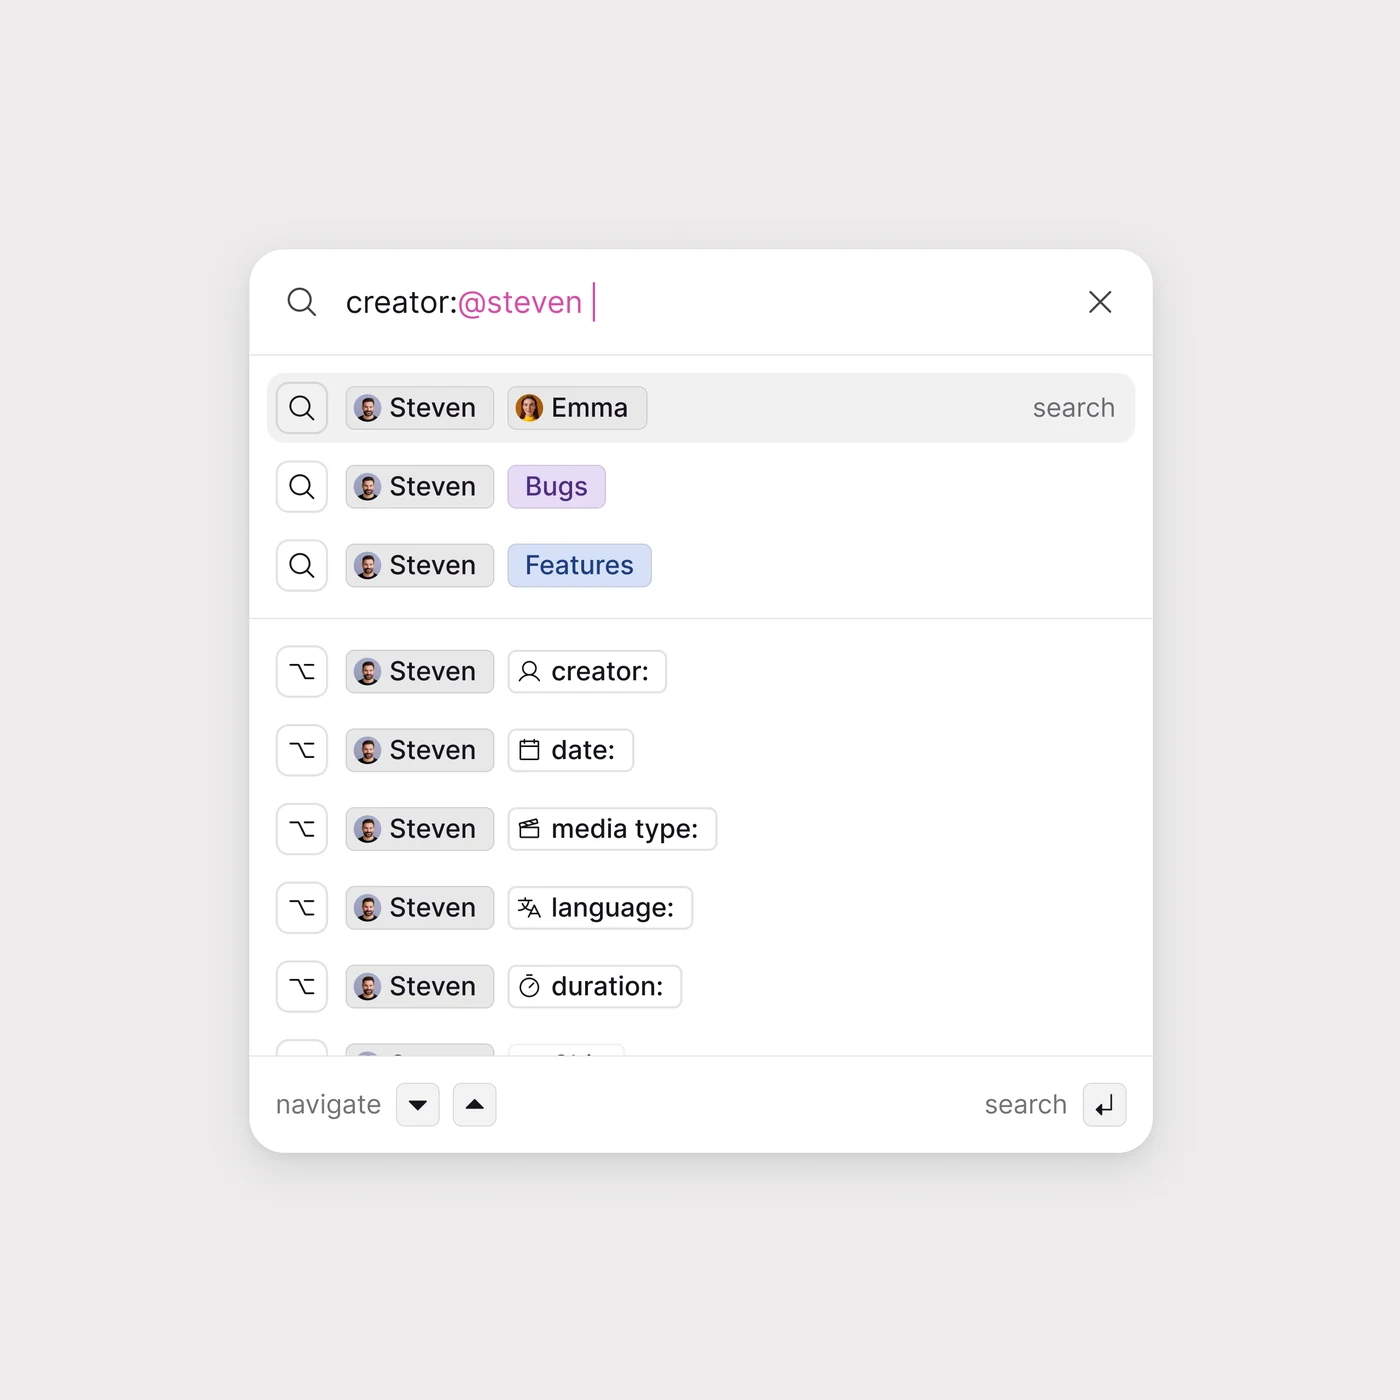 creator:@steven
Steven Emma search
Steven Bugs
Steven Features
Steven creator:
Steven date:
Steven media type:
Steven language:
Steven duration:
navigate search